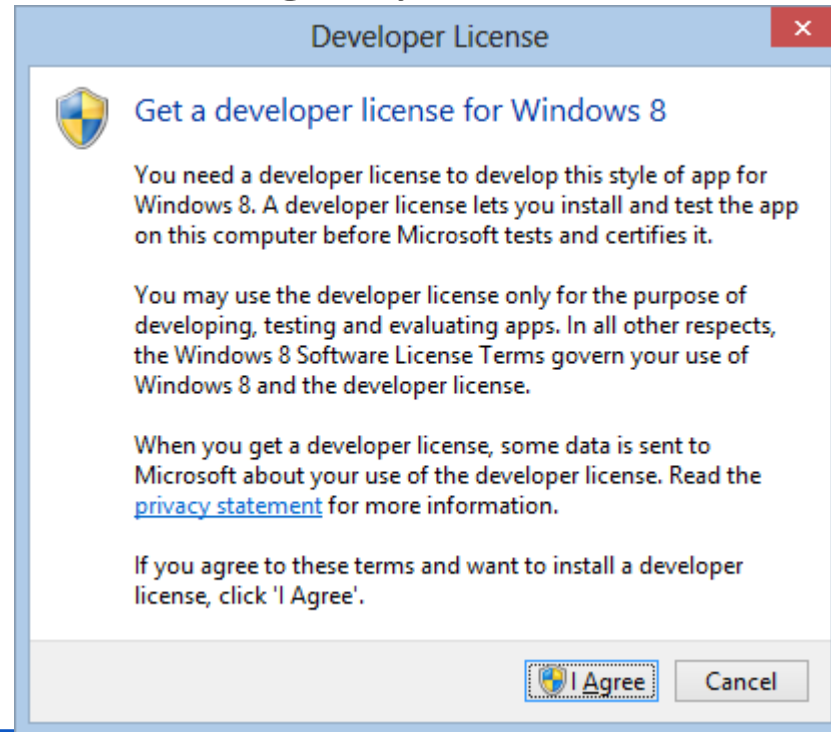 Developer License
Get a developer license for Windows 8
You need a developer license to develop this style of app for
Windows 8. A developer license lets you install and test the app
on this computer before Microsoft tests and certifies it.
You may use the developer license only for the purpose of
developing, testing and evaluating apps. In all other respects,
the Windows 8 Software License Terms govern your use of
Windows 8 and the developer license.
When you get a developer license, some data is sent to
Microsoft about your use of the developer license. Read the
privacy statement for more information.
If you agree to these terms and want to install a developer
license, click 'I Agree'.
I Agree Cancel